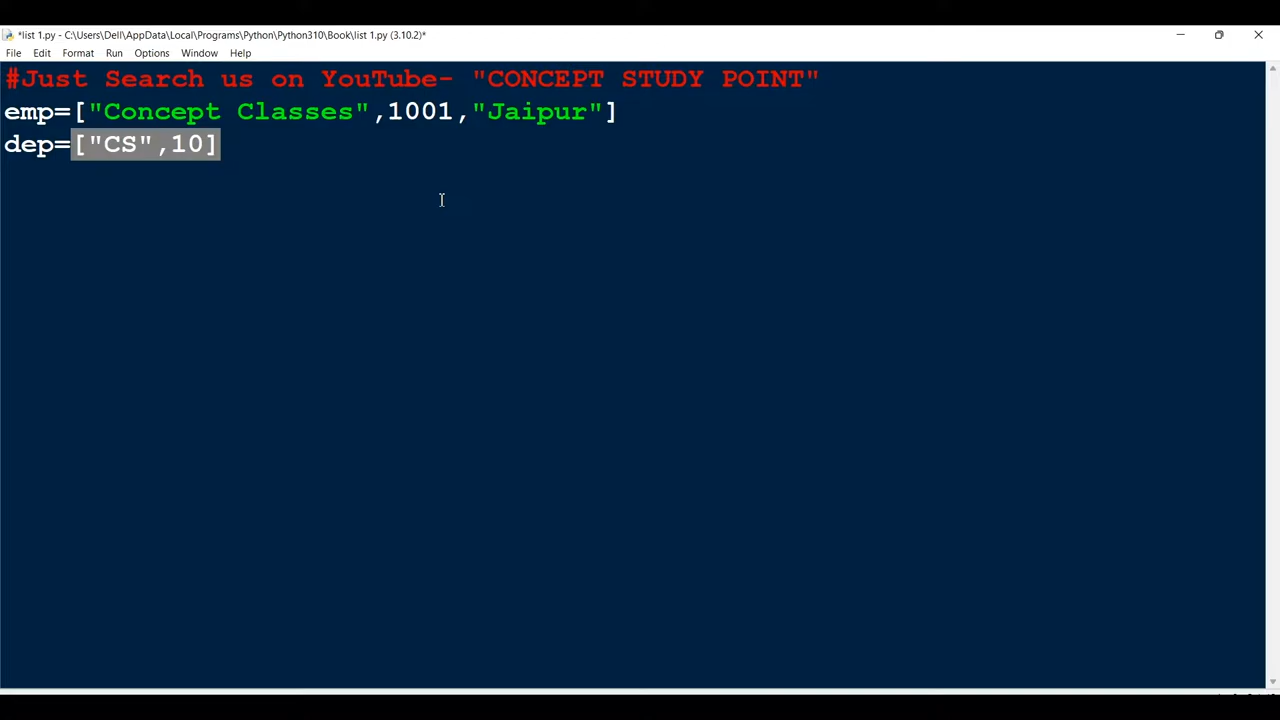 *list 1.py - C:\Users\Dell\AppData\Local\Programs\Python\Python310\Book\list 1.py (3.10.2)*
File Edit Format Run Options Window Help
#Just Search us on YouTube- "CONCEPT STUDY POINT"
emp=["Concept Classes",1001,"Jaipur"]
dep=["CS",10]